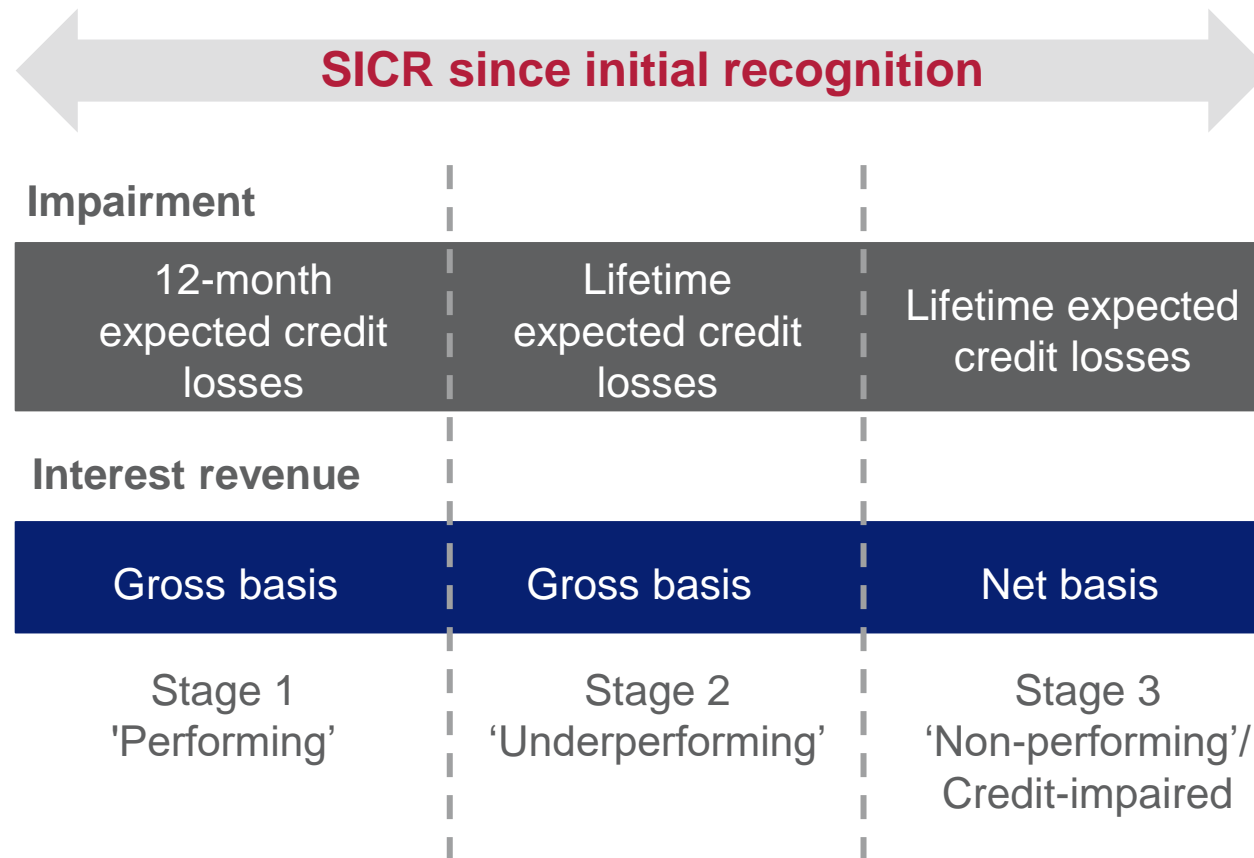 SICR since initial recognition
Impairment
12-month
expected credit
losses
Lifetime
expected credit
losses
Lifetime expected
credit losses
Interest revenue
Gross basis
Gross basis
Net basis
Stage 1
'Performing’
Stage 2
‘Underperforming’
Stage 3
‘Non-performing’/
Credit-impaired